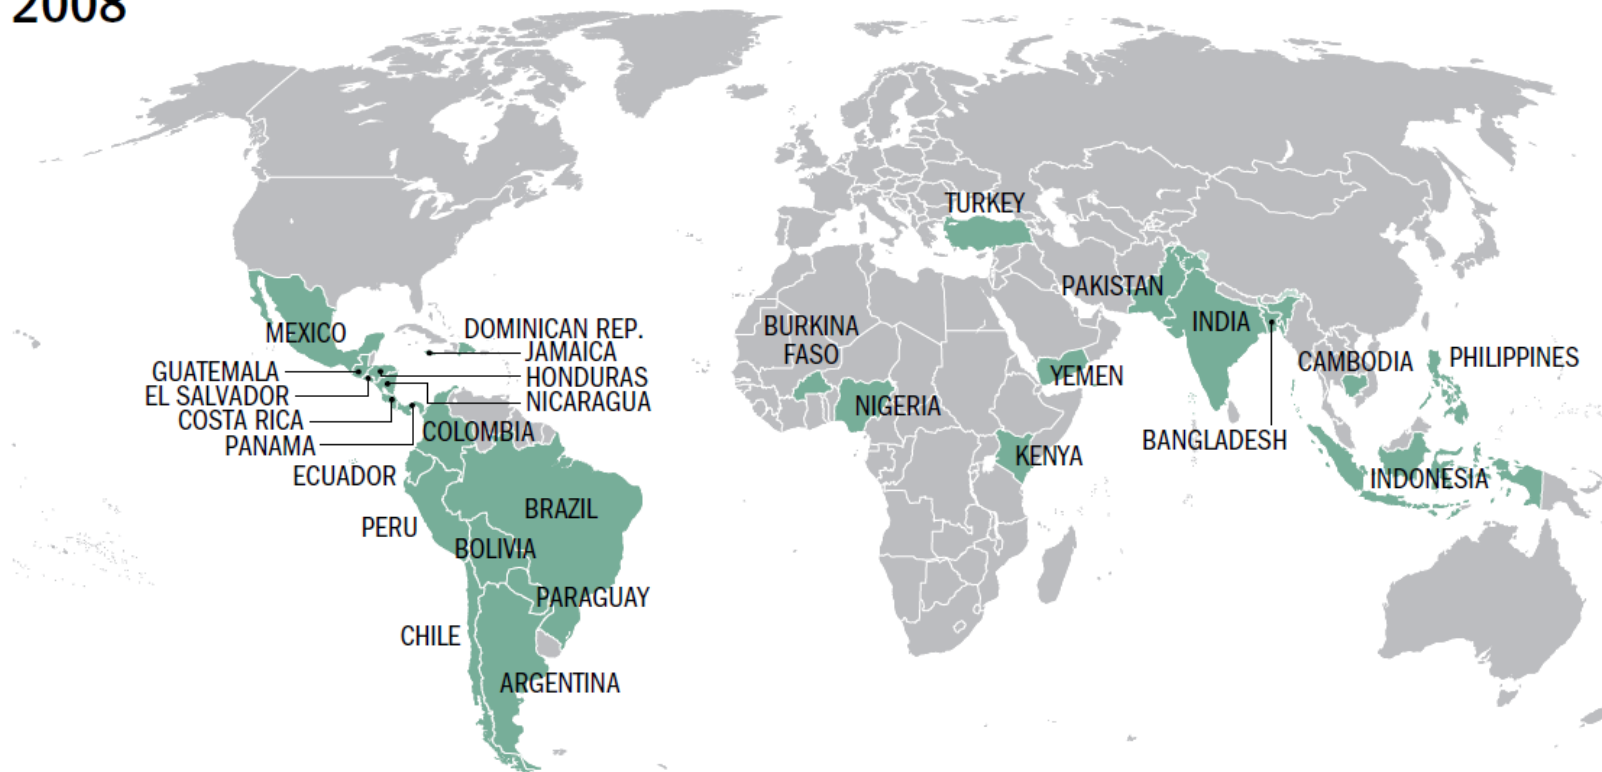 2008
TURKEY
PAKISTAN
MEXICO
DOMINICAN REP.
JAMAICA
BURKINA
FASO
INDIA
CAMBODIA
PHILIPPINES
GUATEMALA
HONDURAS
YEMEN
EL SALVADOR
NICARAGUA
NIGERIA
COSTA RICA
PANAMA
COLOMBIA
BANGLADESH
KENYA
ECUADOR
INDONESIA
BRAZIL
PERU
BOLIVIA
PARAGUAY
CHILE
ARGENTINA